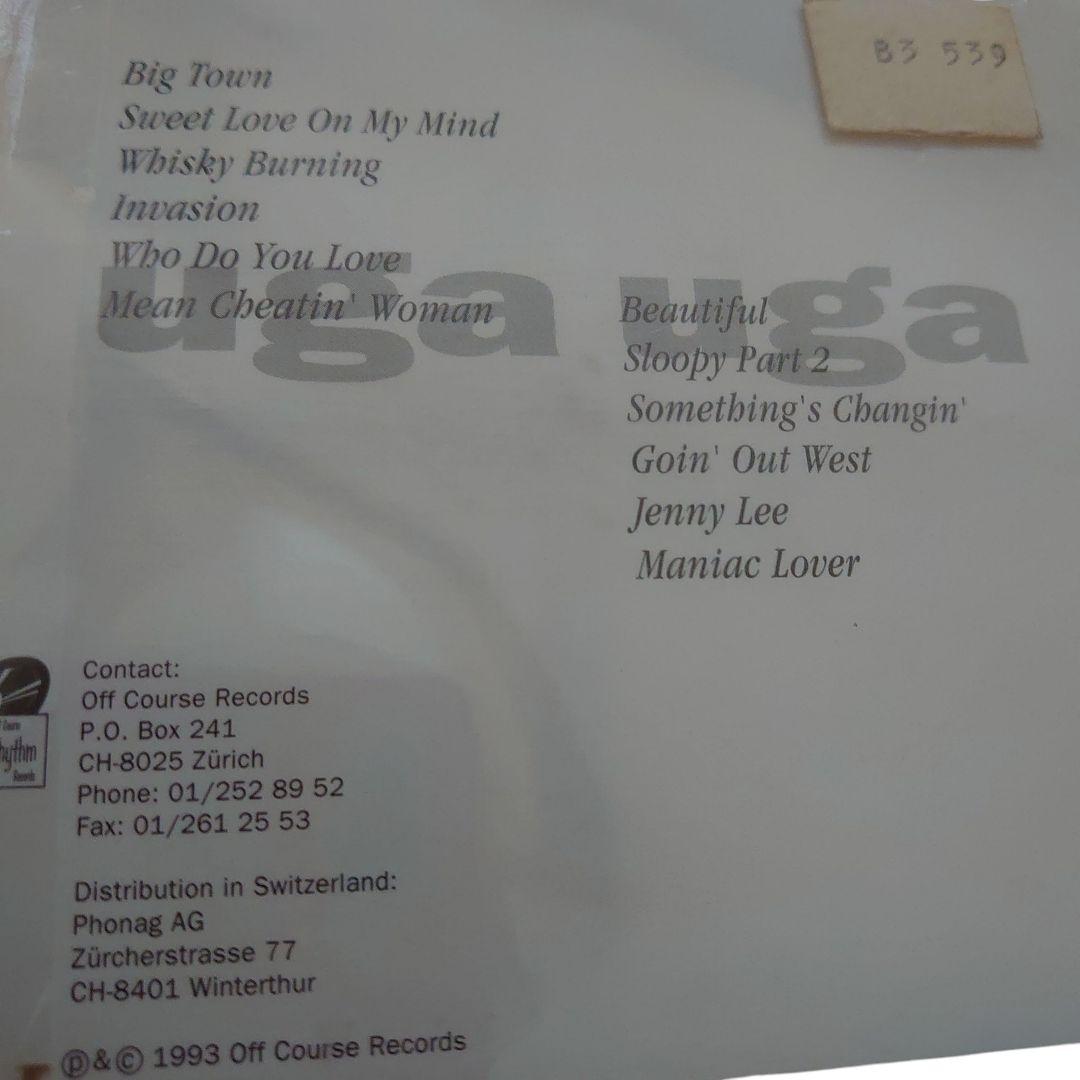 B3 539
Big Town
Sweet Love On My Mind
Whisky Burning
Invasion
Who Do You Love
Mean Cheatin' Woman
uga uga
Beautiful
Sloopy Part 2
Something's Changin'
Goin' Out West
Jenny Lee
Maniac Lover
Contact:
Off Course Records
P.O. Box 241
CH-8025 Zürich
Phone: 01/252 89 52
Fax: 01/261 25 53
Course
hythm
Records
Distribution in Switzerland:
Phonag AG
Zürcherstrasse 77
CH-8401 Winterthur
℗&© 1993 Off Course Records